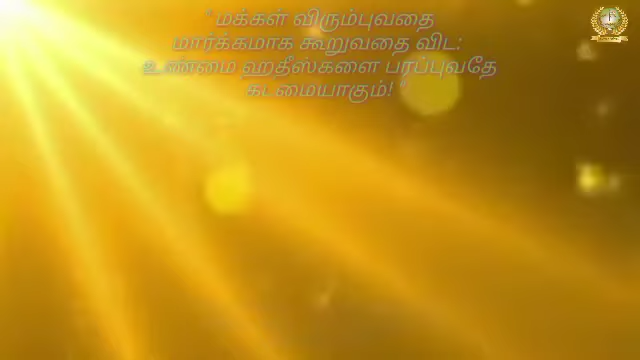 " மக்கள் விரும்புவதை
மார்க்கமாக கூறுவதை விட:
உண்மை ஹதீஸ்களை பரப்புவதே
கடமையாகும்! "